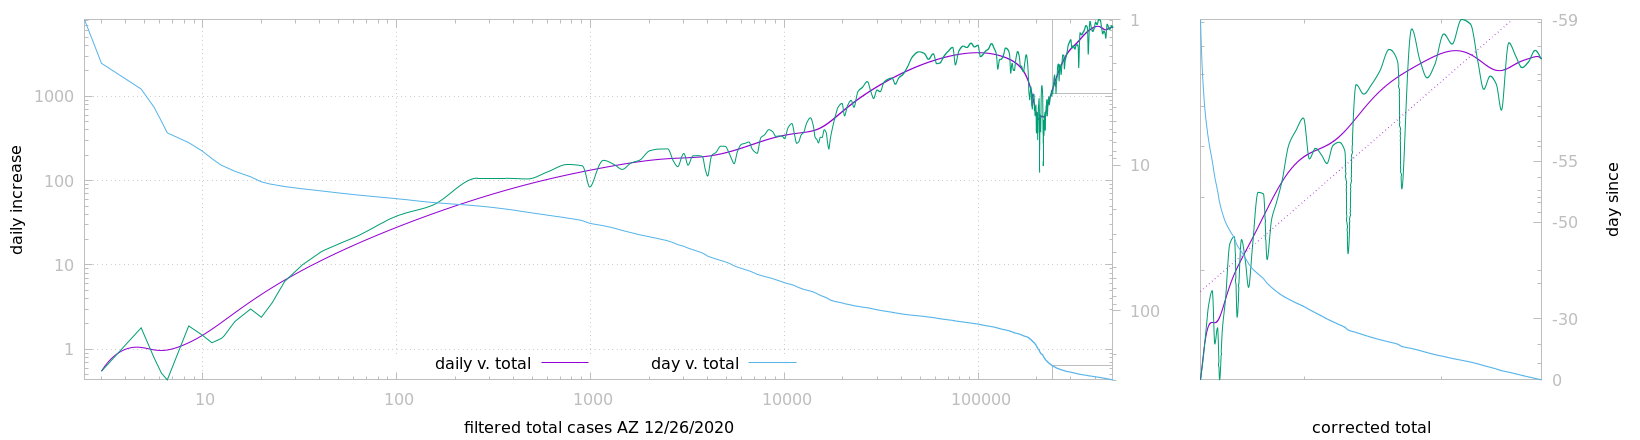 1
-59
1000
daily increase
100
10
-55
-50
day since
10
100
-30
1
daily v. total
day v. total
0
10
100
1000
10000
100000
filtered total cases AZ 12/26/2020
corrected total